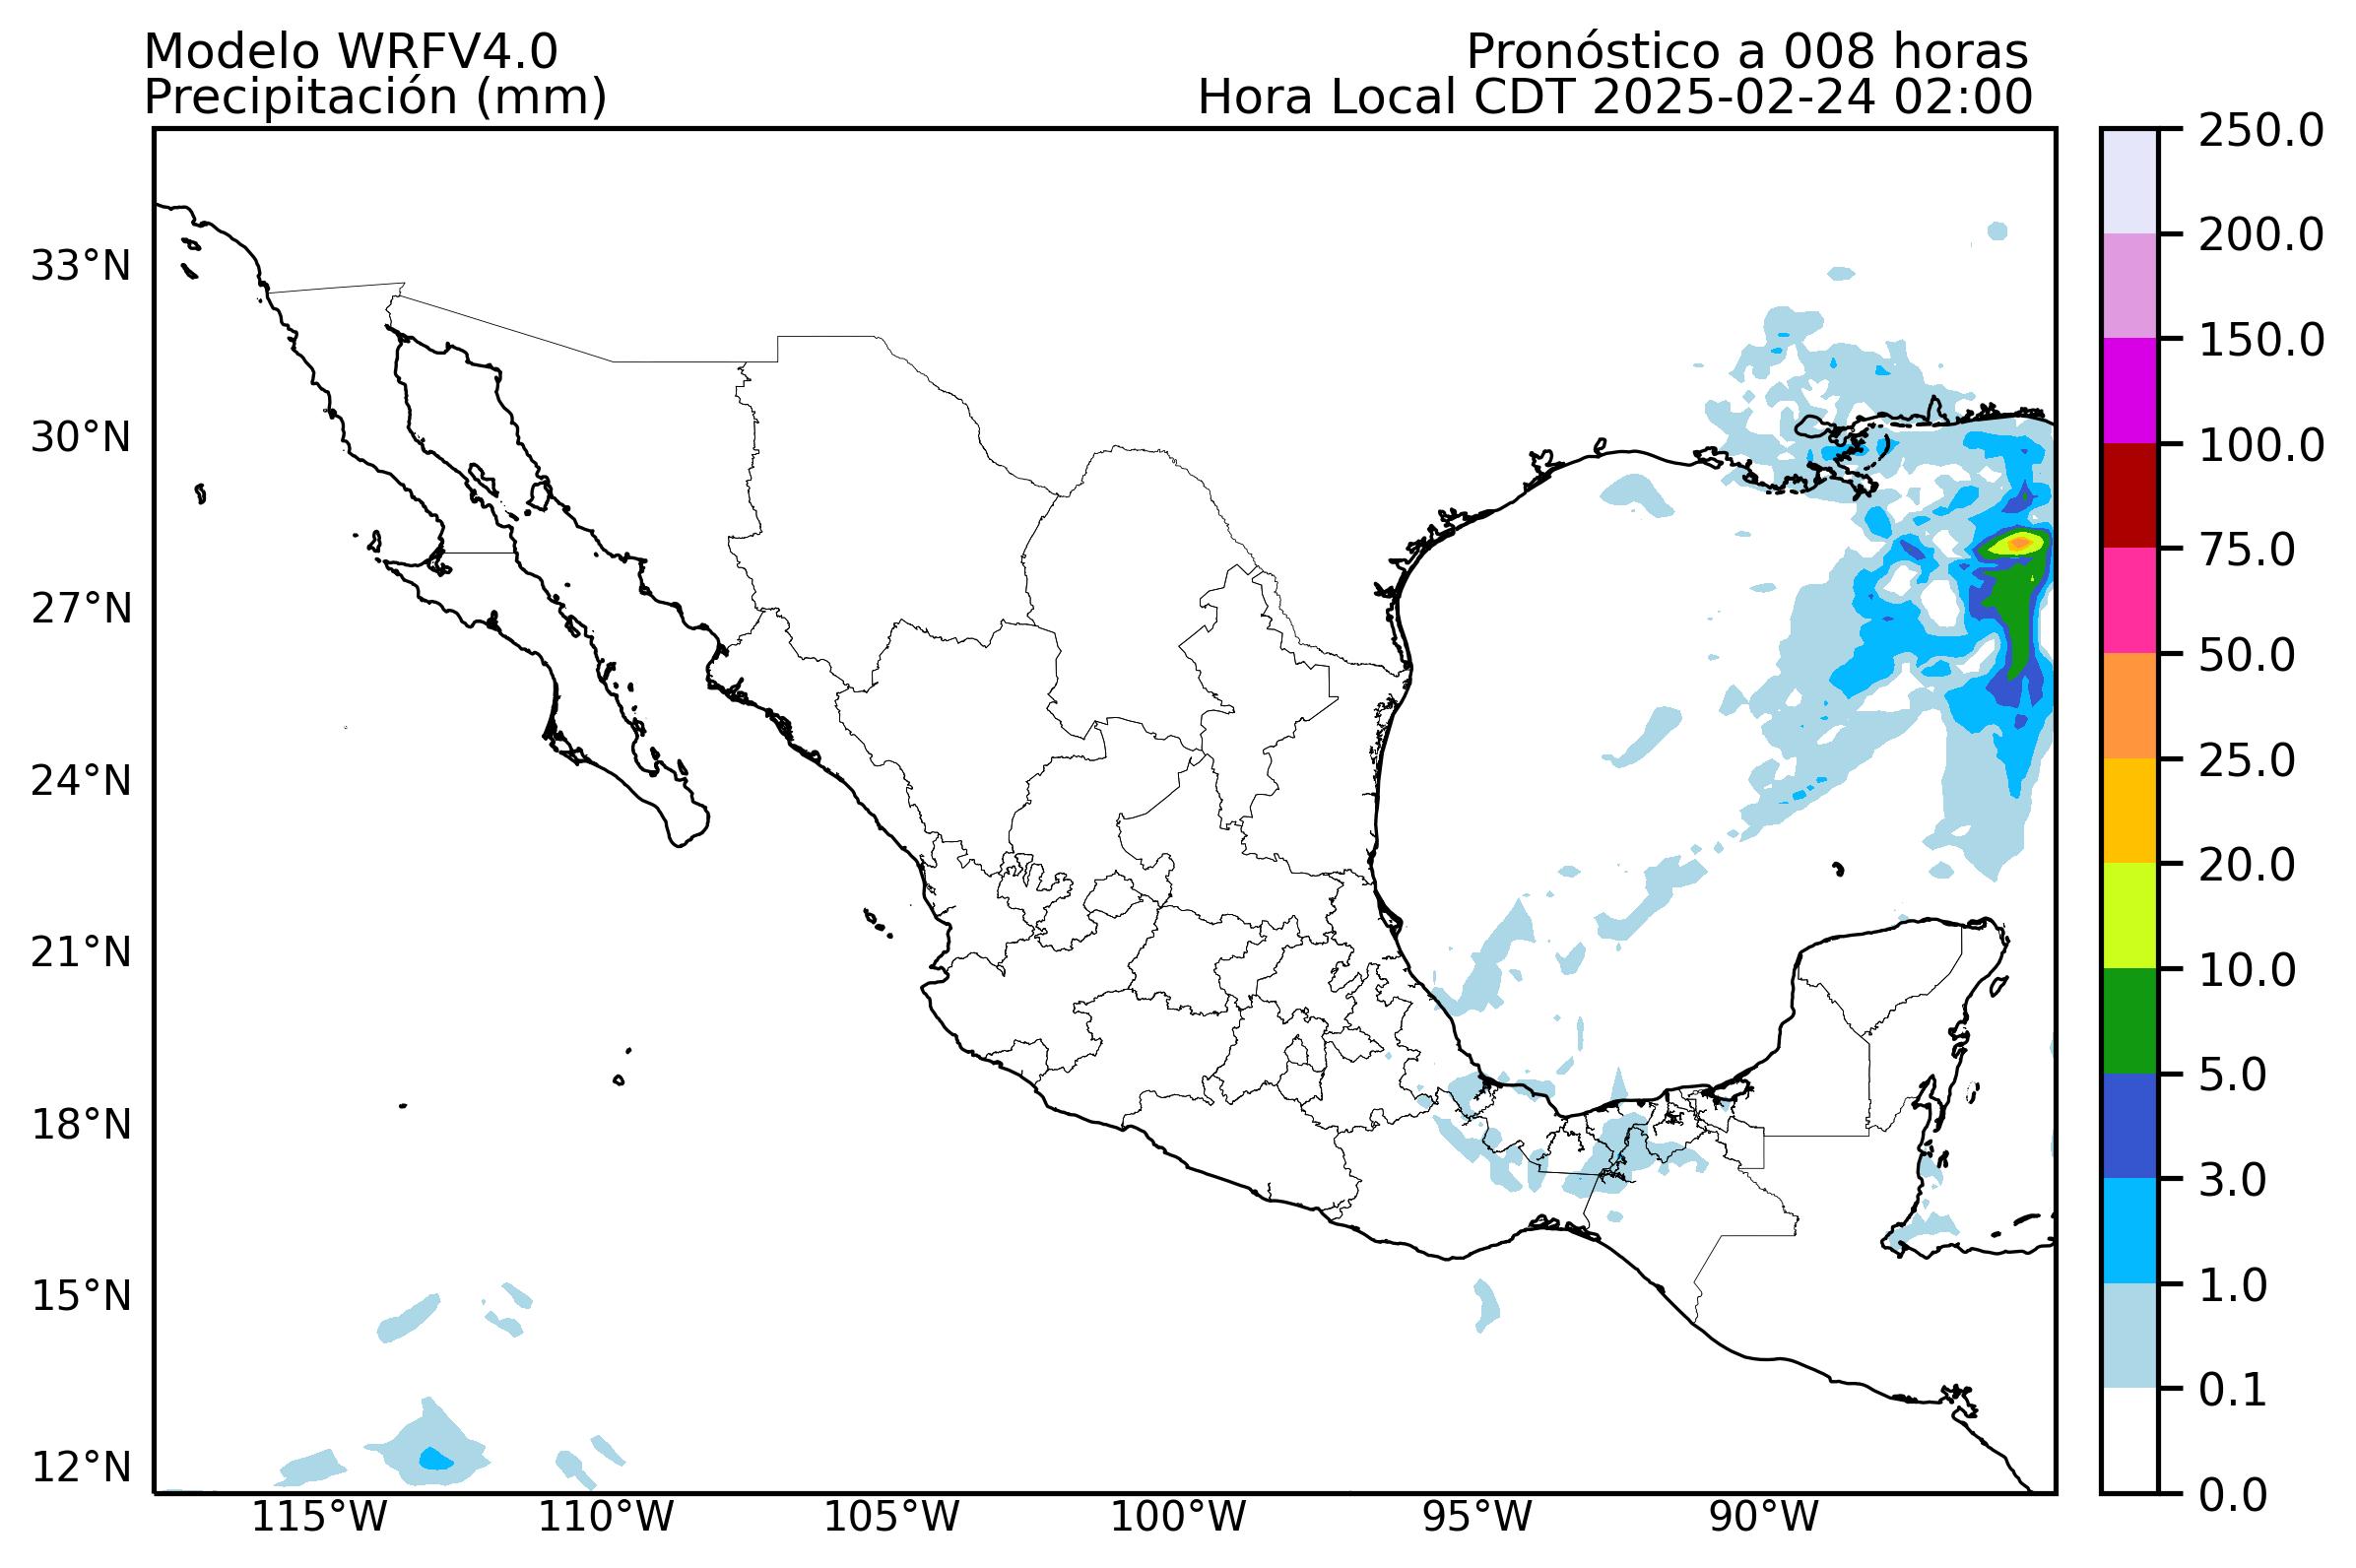 Modelo WRFV4.0
Pronóstico a 008 horas
Precipitación (mm)
Hora Local CDT 2025-02-24 02:00
33°N
30°N
27°N
24°N
21°N
18°N
15°N
12°N
115°W
110°W
105°W
100°W
95°W
90°W
250.0
200.0
150.0
100.0
75.0
50.0
25.0
20.0
10.0
5.0
3.0
1.0
0.1
0.0